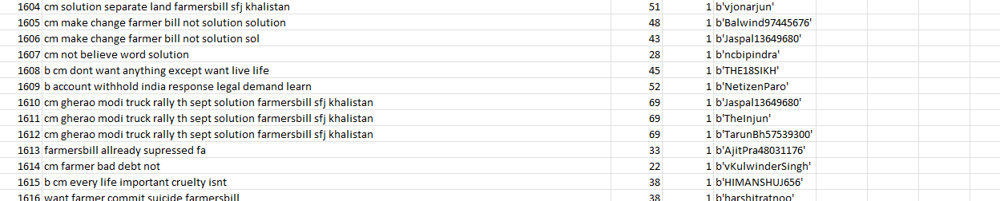 1604 cm solution separate land farmersbill sfj khalistan 51 1 b'vjonarjun'
1605 cm make change farmer bill not solution solution 48 1 b'Balwind97445676'
1606 cm make change farmer bill not solution sol 43 1 b'Jaspal13649680'
1607 cm not believe word solution 28 1 b'ncbipindra'
1608 b cm dont want anything except want live life 45 1 b'THE18SIKH'
1609 b account withhold india response legal demand learn 52 1 b'NetizenParo'
1610 cm gherao modi truck rally th sept solution farmersbill sfj khalistan 69 1 b'Jaspal13649680'
1611 cm gherao modi truck rally th sept solution farmersbill sfj khalistan 69 1 b'TheInjun'
1612 cm gherao modi truck rally th sept solution farmersbill sfj khalistan 69 1 b'TarunBh57539300'
1613 farmersbill allready supressed fa 33 1 b'AjitPra48031176'
1614 cm farmer bad debt not 22 1 b'vKulwinderSingh'
1615 b cm every life important cruelty isnt 38 1 b'HIMANSHUJ656'
1616 want farmer commit suicide farmersbill 38 1 b'harshitratnoo'